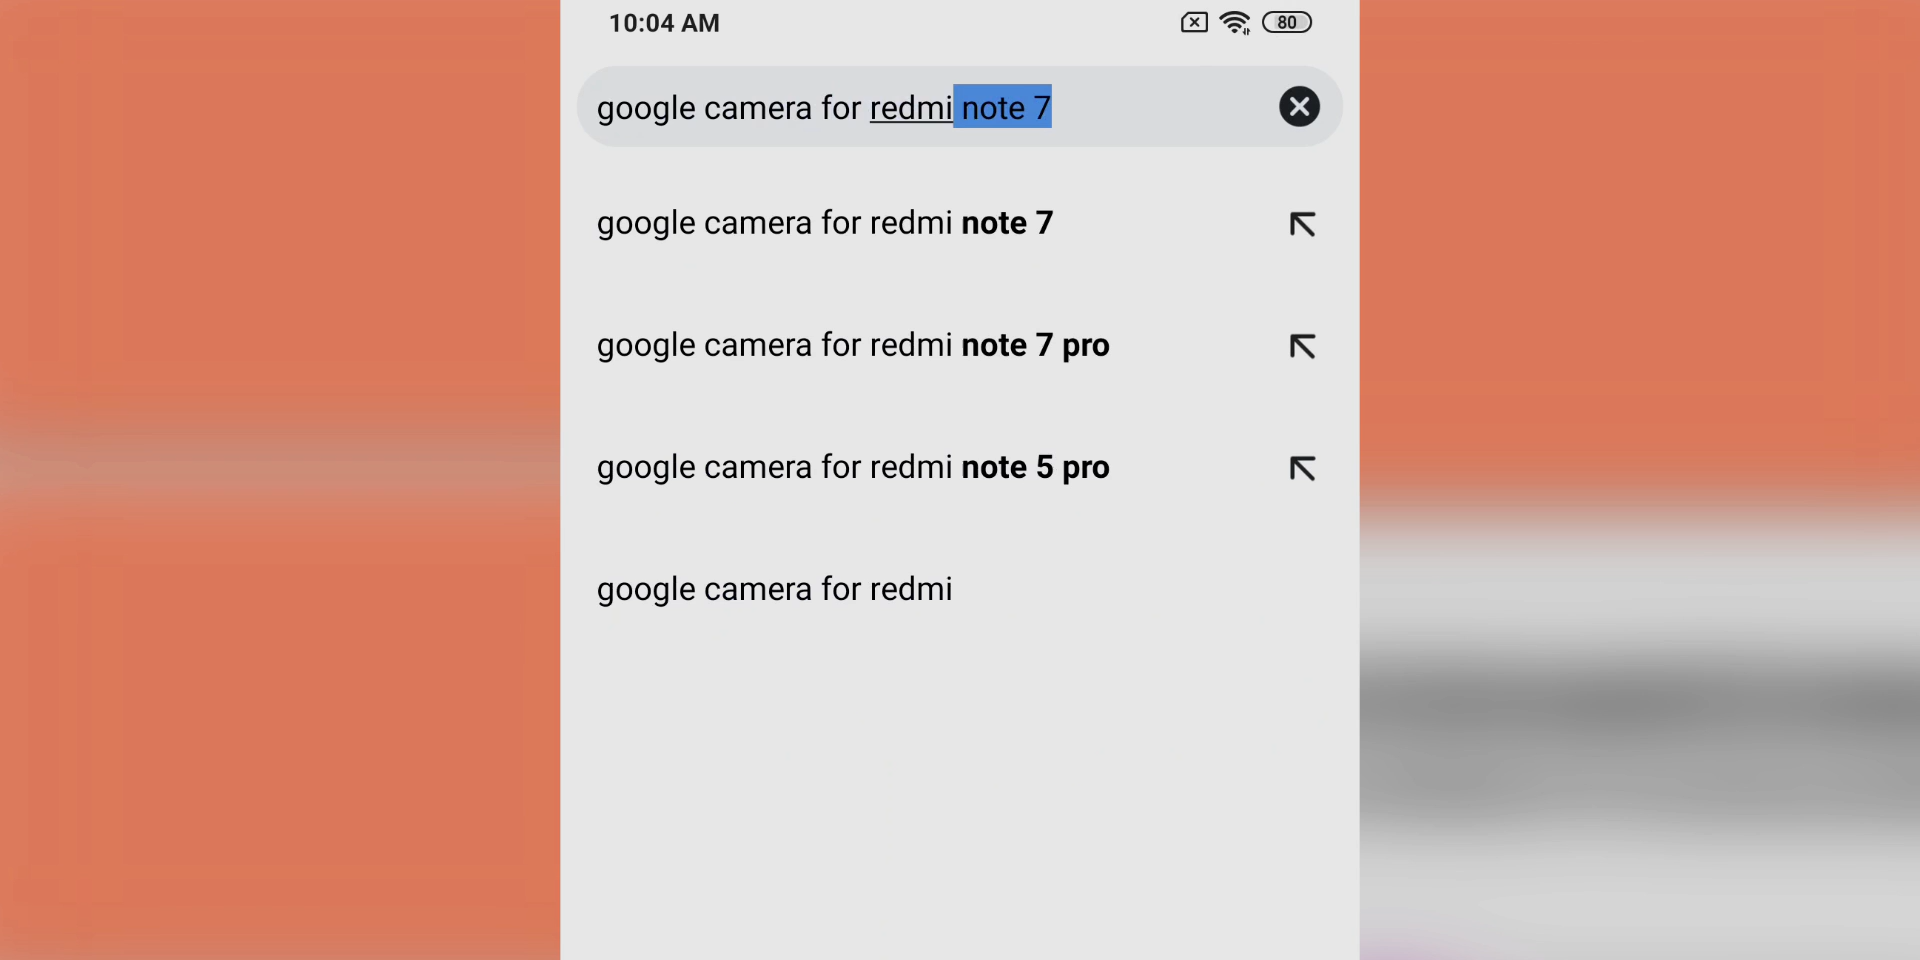 10:04 AM 80
google camera for redmi note 7
google camera for redmi note 7
google camera for redmi note 7 pro
google camera for redmi note 5 pro
google camera for redmi